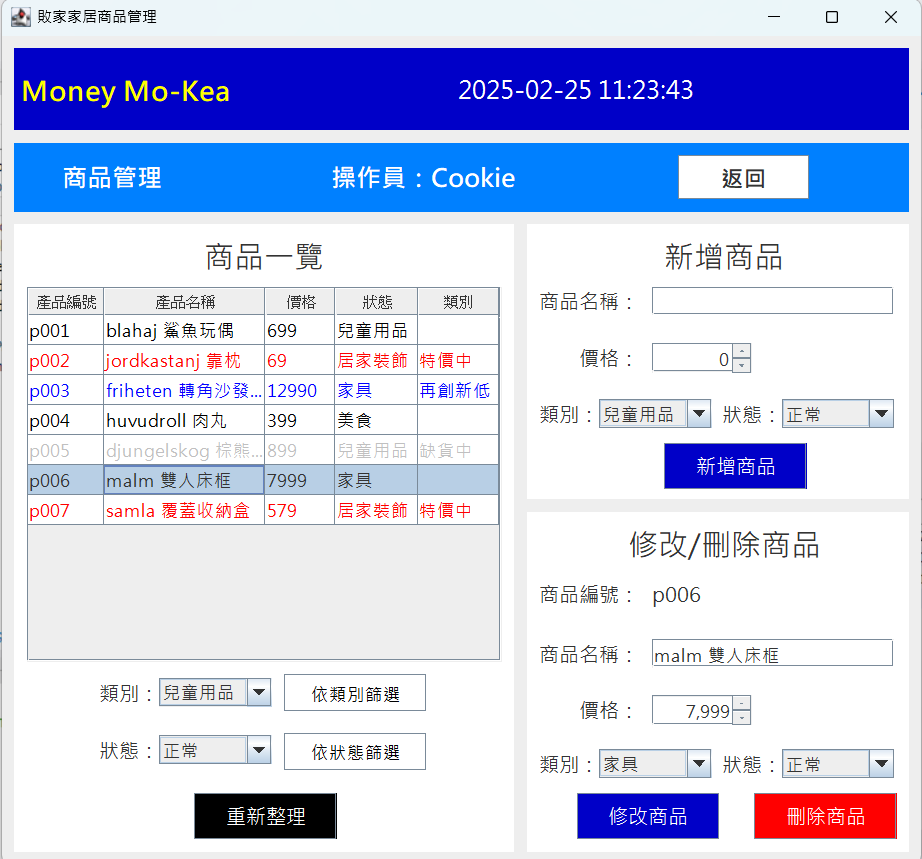 敗家家居商品管理
Money Mo-Kea 2025-02-25 11:23:43
商品管理 操作員：Cookie 返回
商品一覽
產品編號 產品名稱 價格 狀態 類別
p001 blahaj 鯊魚玩偶 699 兒童用品
p002 jordkastanj 靠枕 69 居家裝飾 特價中
p003 friheten 轉角沙發... 12990 家具 再創新低
p004 huvudroll 肉丸 399 美食
p005 djungelskog 棕熊... 899 兒童用品 缺貨中
p006 malm 雙人床框 7999 家具
p007 samla 覆蓋收納盒 579 居家裝飾 特價中
類別： 兒童用品 依類別篩選
狀態： 正常 依狀態篩選
重新整理
新增商品
商品名稱：
價格： 0
類別： 兒童用品 狀態： 正常
新增商品
修改/刪除商品
商品編號： p006
商品名稱： malm 雙人床框
價格： 7,999
類別： 家具 狀態： 正常
修改商品 刪除商品